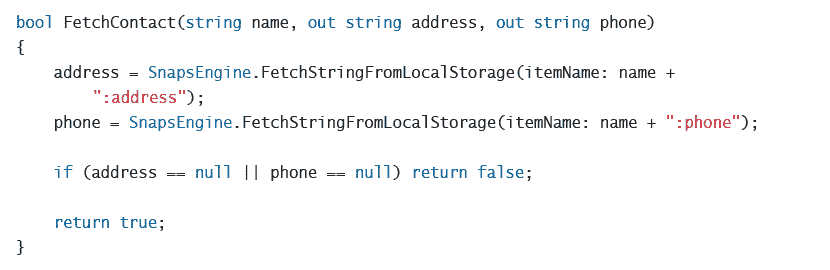 bool FetchContact(string name, out string address, out string phone)
{
    address = SnapsEngine.FetchStringFromLocalStorage(itemName: name +
        ":address");
    phone = SnapsEngine.FetchStringFromLocalStorage(itemName: name + ":phone");

    if (address == null || phone == null) return false;

    return true;
}